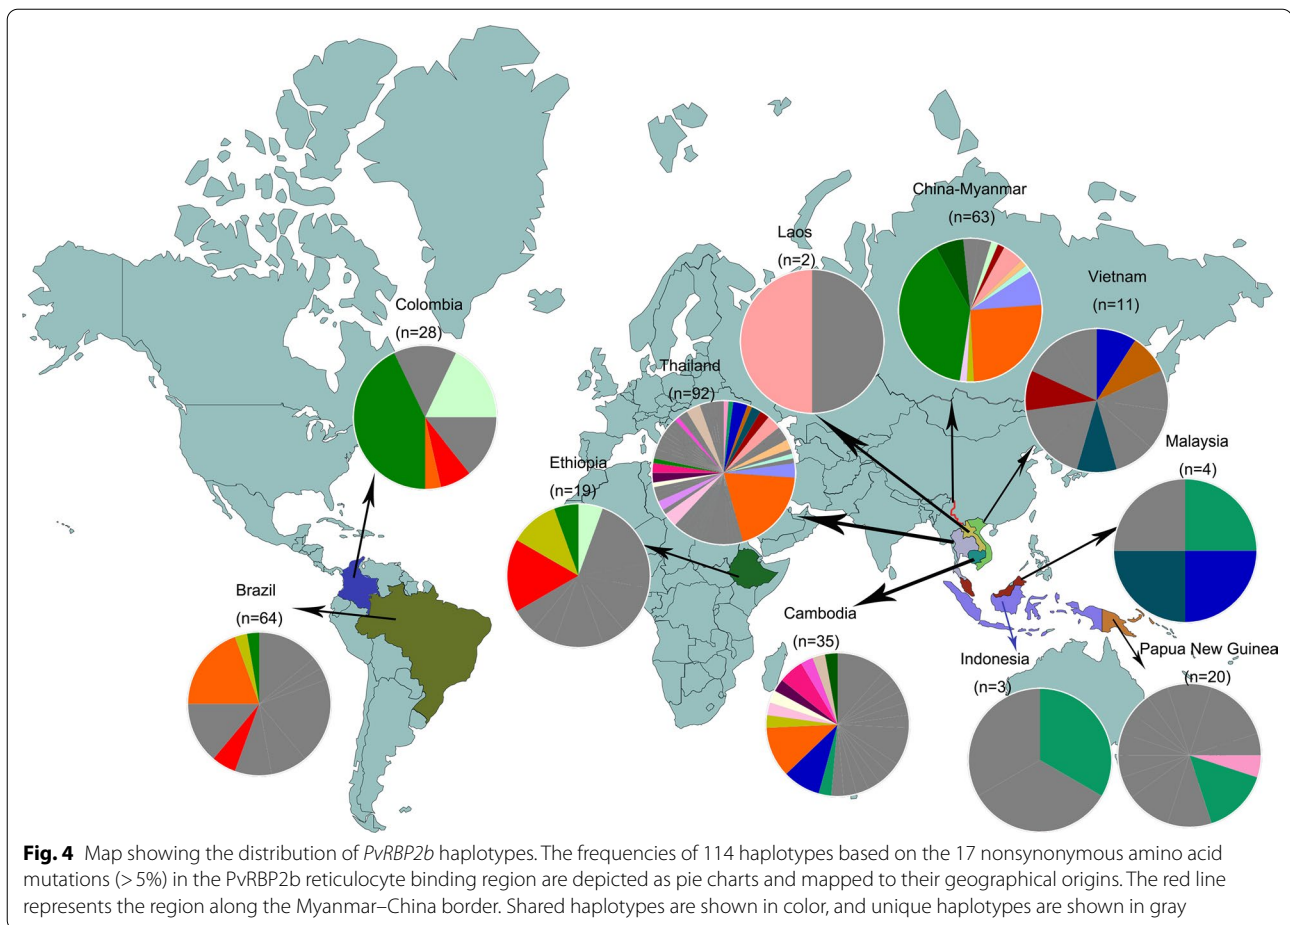 China-Myanmar
(n=63)
Laos
(n=2)
Vietnam
(n=11)
Colombia
(n=28)
Thailand
(n=92)
Malaysia
(n=4)
Ethiopia
(n=19)
Brazil
(n=64)
Cambodia
(n=35)
Indonesia
(n=3)
Papua New Guinea
(n=20)
Fig. 4 Map showing the distribution of PvRBP2b haplotypes. The frequencies of 114 haplotypes based on the 17 nonsynonymous amino acid
mutations (> 5%) in the PvRBP2b reticulocyte binding region are depicted as pie charts and mapped to their geographical origins. The red line
represents the region along the Myanmar–China border. Shared haplotypes are shown in color, and unique haplotypes are shown in gray